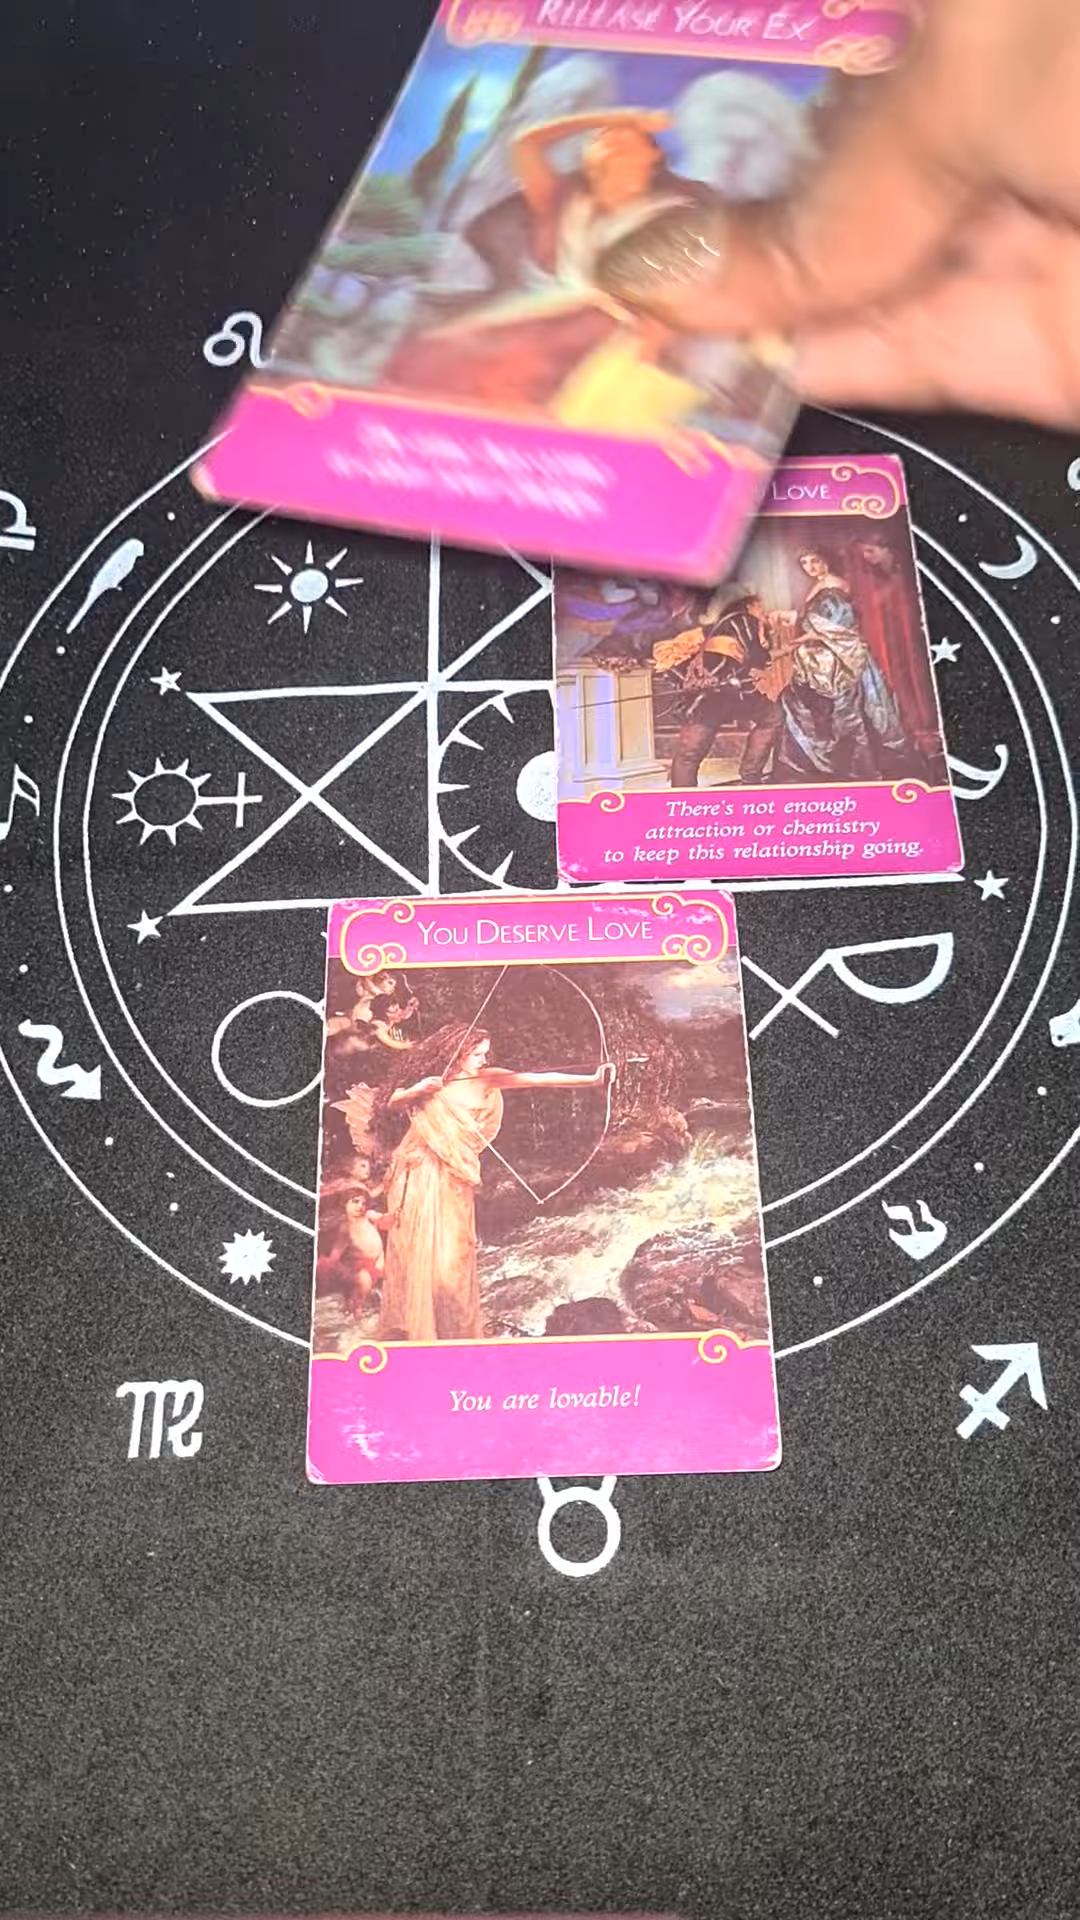 RELEASE YOUR EX
LOVE
There's not enough
attraction or chemistry
to keep this relationship going.
YOU DESERVE LOVE
You are lovable!